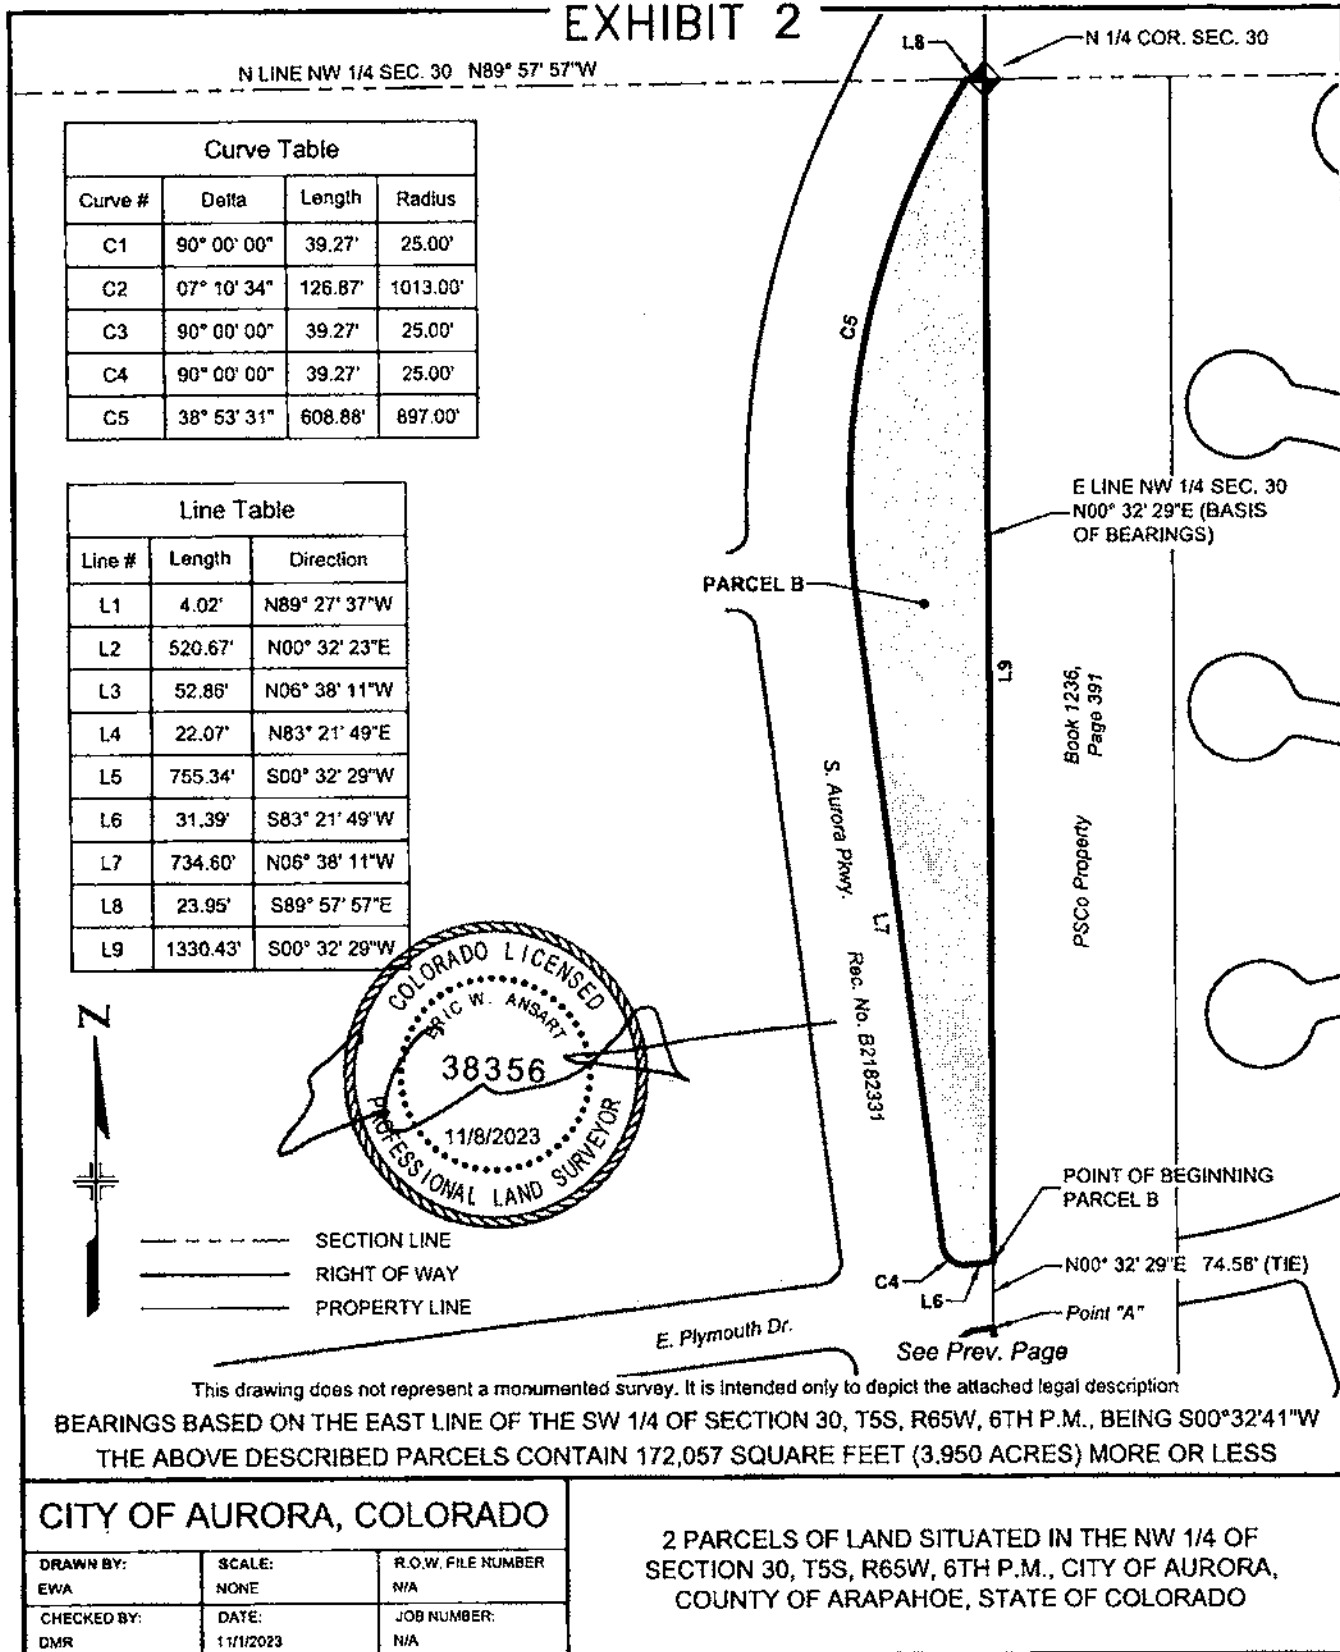 EXHIBIT 2
N LINE NW 1/4 SEC. 30 N89° 57' 57"W
L8
N 1/4 COR. SEC. 30
Curve Table
Curve # Delta Length Radius
C1 90° 00' 00" 39.27' 25.00'
C2 07° 10' 34" 126.87' 1013.00'
C3 90° 00' 00" 39.27' 25.00'
C4 90° 00' 00" 39.27' 25.00'
C5 38° 53' 31" 608.88' 897.00'
C5
Line Table
Line # Length Direction
L1 4.02' N89° 27' 37"W
L2 520.67' N00° 32' 23"E
L3 52.86' N06° 38' 11"W
L4 22.07' N83° 21' 49"E
L5 755.34' S00° 32' 29"W
L6 31.39' S83° 21' 49"W
L7 734.60' N06° 38' 11"W
L8 23.95' S89° 57' 57"E
L9 1330.43' S00° 32' 29"W
E LINE NW 1/4 SEC. 30
N00° 32' 29"E (BASIS
OF BEARINGS)
PARCEL B
L9
Book 1236,
Page 391
PSCo Property
S. Aurora Pkwy.
Rec. No. B2182331
L7
COLORADO LICENSED
ERIC W. ANSART
38356
11/8/2023
PROFESSIONAL LAND SURVEYOR
N
SECTION LINE
RIGHT OF WAY
PROPERTY LINE
POINT OF BEGINNING
PARCEL B
C4
L6
N00° 32' 29"E 74.58' (TIE)
Point "A"
E. Plymouth Dr.
See Prev. Page
This drawing does not represent a monumented survey. It is intended only to depict the attached legal description
BEARINGS BASED ON THE EAST LINE OF THE SW 1/4 OF SECTION 30, T5S, R65W, 6TH P.M., BEING S00°32'41"W
THE ABOVE DESCRIBED PARCELS CONTAIN 172,057 SQUARE FEET (3.950 ACRES) MORE OR LESS
CITY OF AURORA, COLORADO
DRAWN BY: SCALE: R.O.W. FILE NUMBER
EWA NONE N/A
CHECKED BY: DATE: JOB NUMBER:
DMR 11/1/2023 N/A
2 PARCELS OF LAND SITUATED IN THE NW 1/4 OF
SECTION 30, T5S, R65W, 6TH P.M., CITY OF AURORA,
COUNTY OF ARAPAHOE, STATE OF COLORADO